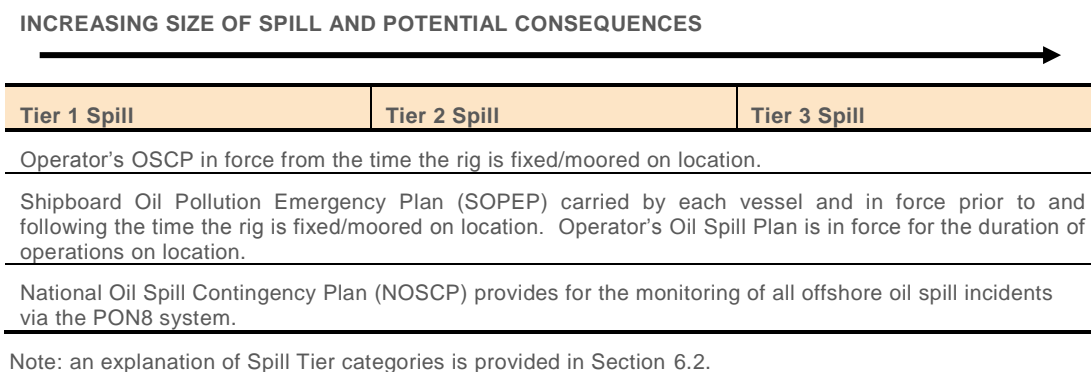 INCREASING SIZE OF SPILL AND POTENTIAL CONSEQUENCES
Tier 1 Spill Tier 2 Spill Tier 3 Spill
Operator's OSCP in force from the time the rig is fixed/moored on location.
Shipboard Oil Pollution Emergency Plan (SOPEP) carried by each vessel and in force prior to and
following the time the rig is fixed/moored on location. Operator's Oil Spill Plan is in force for the duration of
operations on location.
National Oil Spill Contingency Plan (NOSCP) provides for the monitoring of all offshore oil spill incidents
via the PON8 system.
Note: an explanation of Spill Tier categories is provided in Section 6.2.